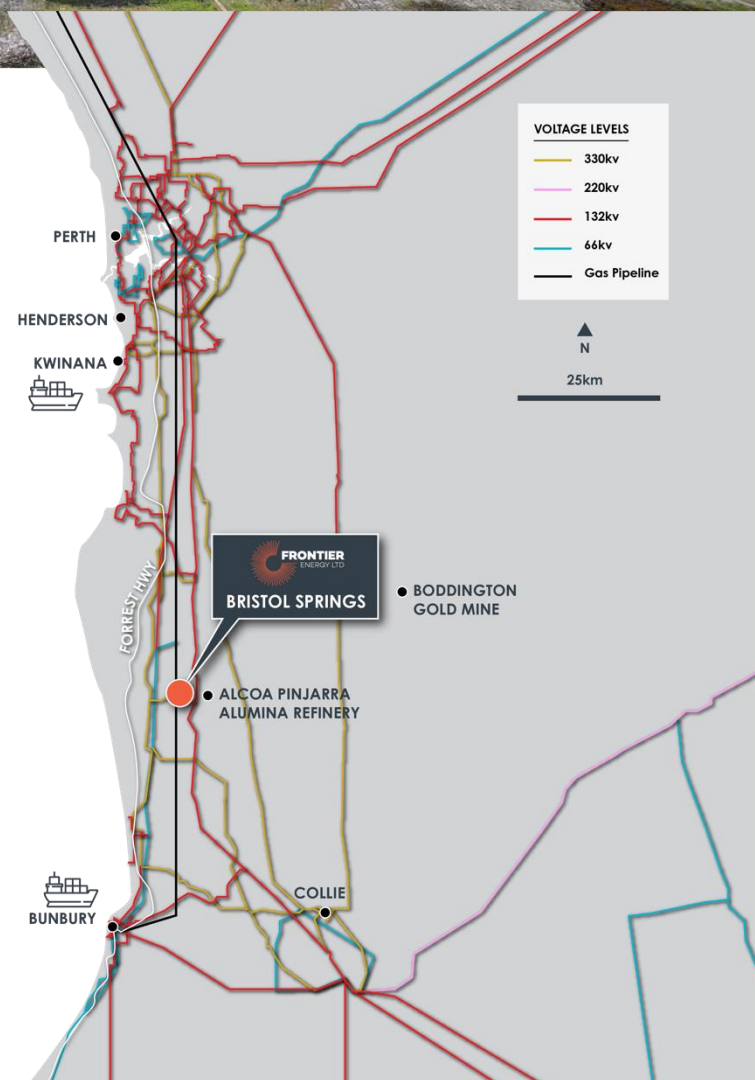 VOLTAGE LEVELS
330kv
220kv
132kv
66kv
Gas Pipeline
N
25km
PERTH
HENDERSON
KWINANA
FORREST HWY
FRONTIER
ENERGY LTD
BRISTOL SPRINGS
BODDINGTON
GOLD MINE
ALCOA PINJARRA
ALUMINA REFINERY
COLLIE
BUNBURY